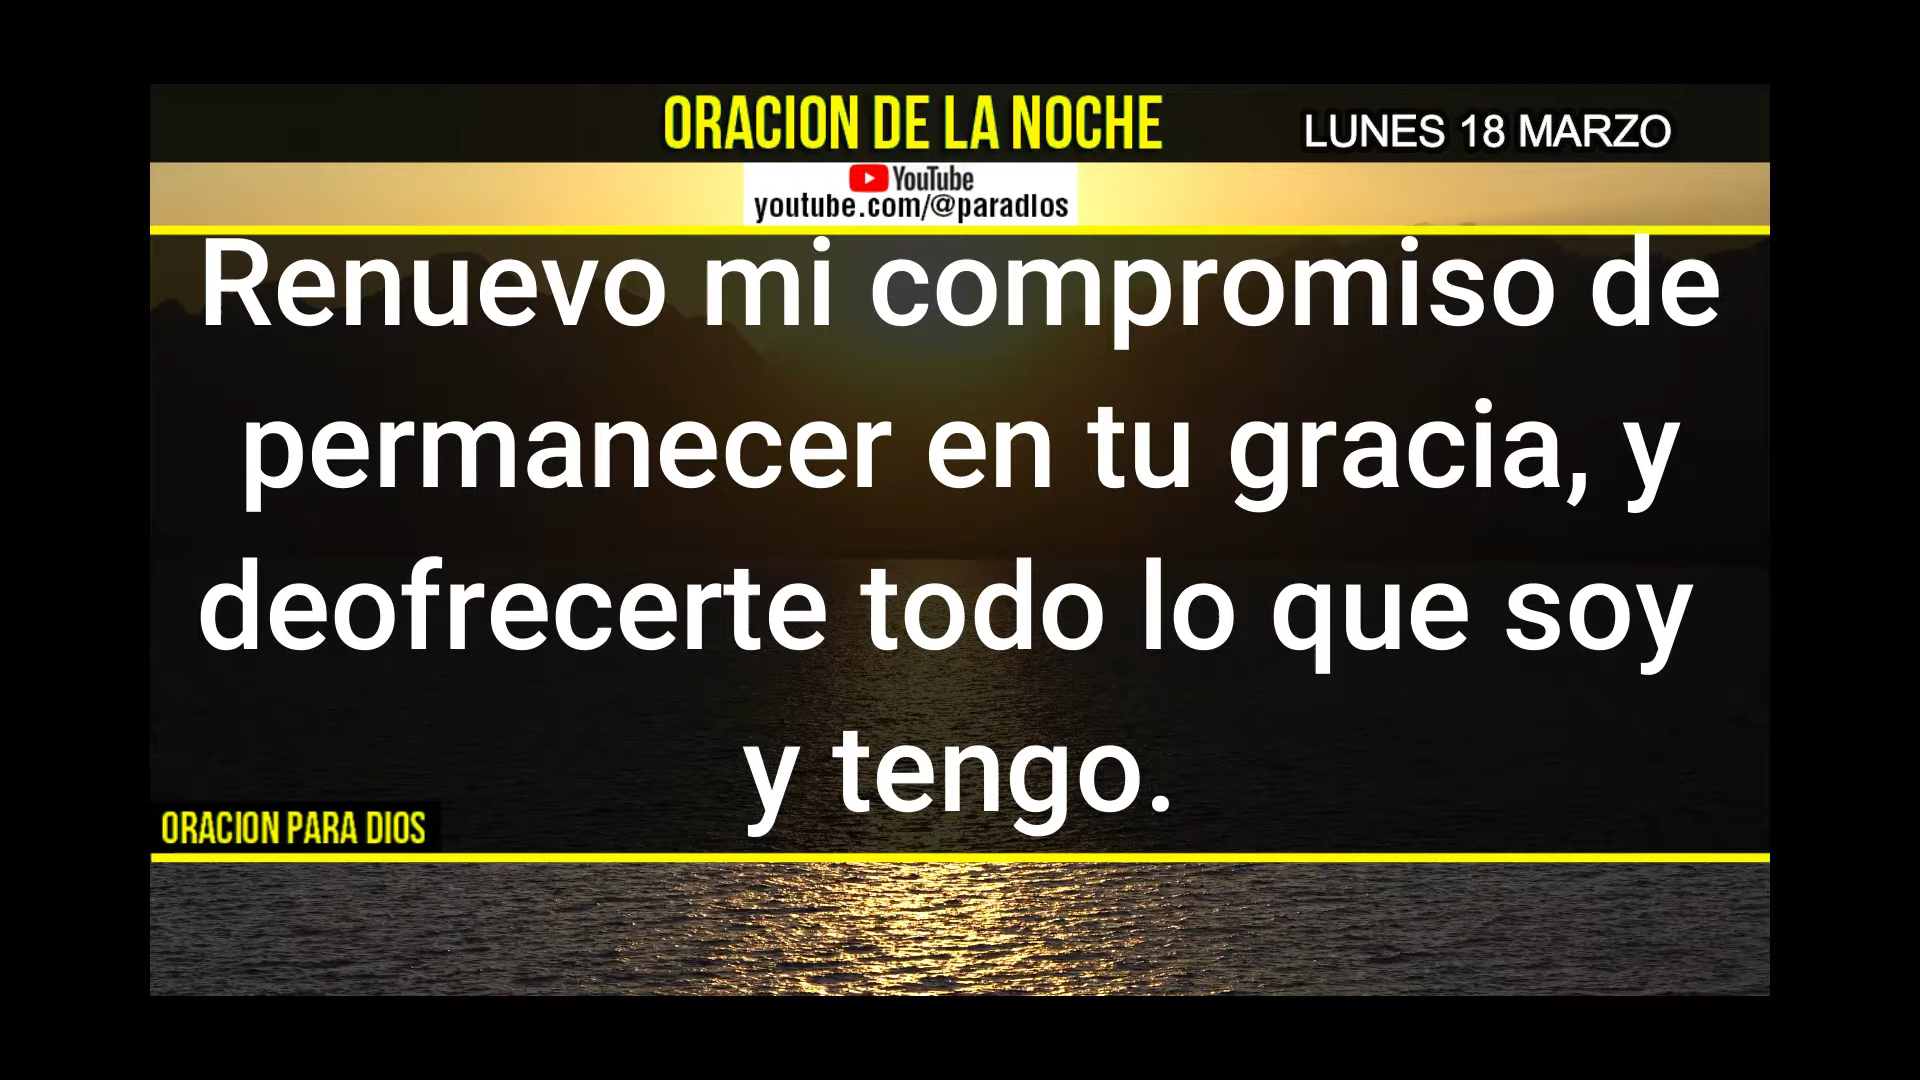 ORACION DE LA NOCHE
LUNES 18 MARZO
YouTube
youtube.com/@paradIos
Renuevo mi compromiso de
permanecer en tu gracia, y
deofrecerte todo lo que soy
y tengo.
ORACION PARA DIOS